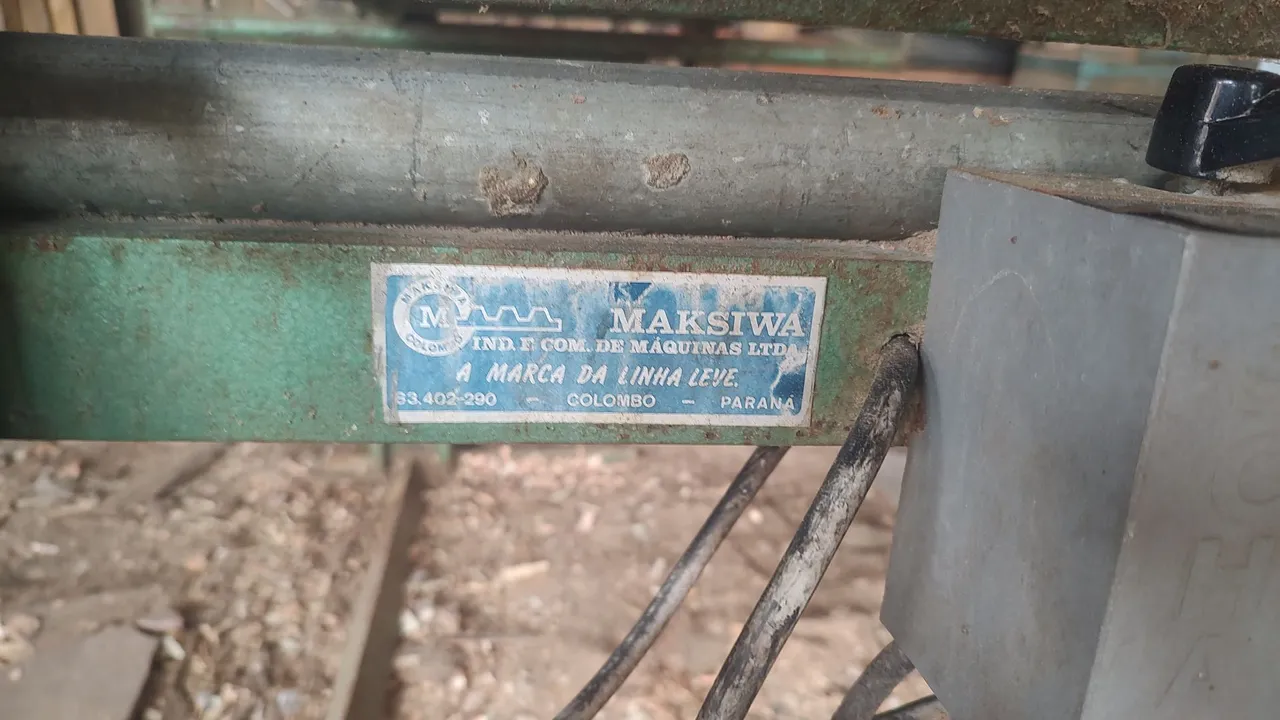 MAKSIWA
M
COLOMBO
MAKSIWA
IND. E COM. DE MÁQUINAS LTDA
A MARCA DA LINHA LEVE.
83.402-290 – COLOMBO – PARANÁ